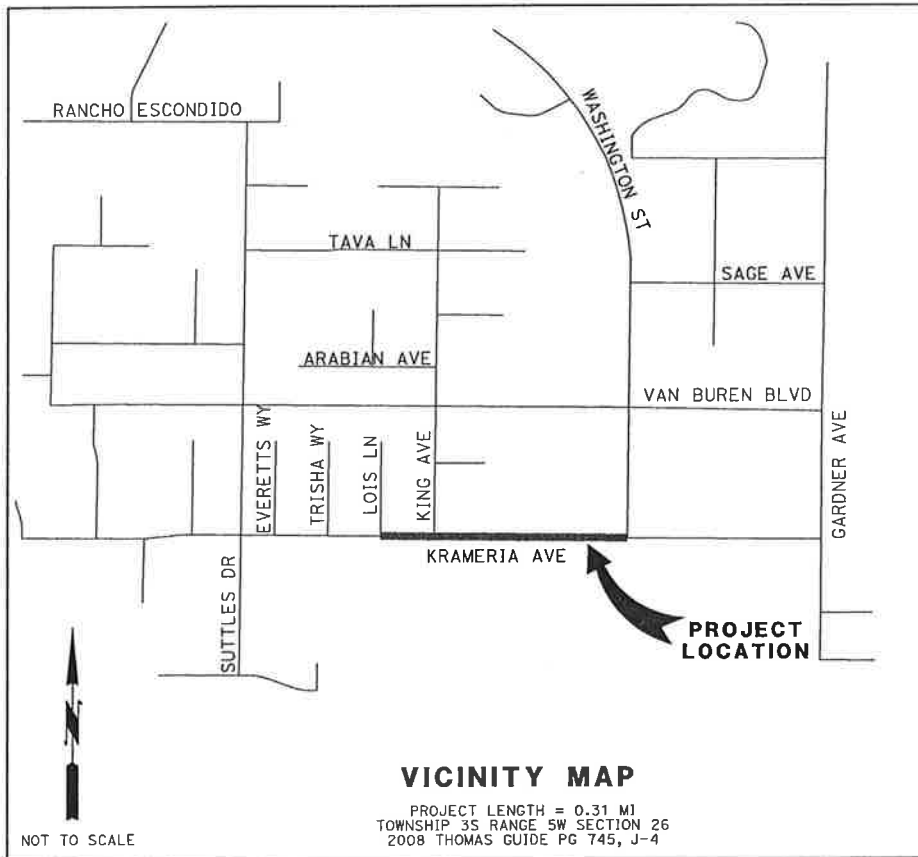 RANCHO ESCONDIDO
WASHINGTON ST
TAVA LN
SAGE AVE
ARABIAN AVE
VAN BUREN BLVD
EVERETTS WY
TRISHA WY
LOIS LN
KING AVE
GARDNER AVE
KRAMERIA AVE
SUTTLES DR
PROJECT
LOCATION
N
NOT TO SCALE
VICINITY MAP
PROJECT LENGTH = 0.31 MI
TOWNSHIP 3S RANGE 5W SECTION 26
2008 THOMAS GUIDE PG 745, J-4